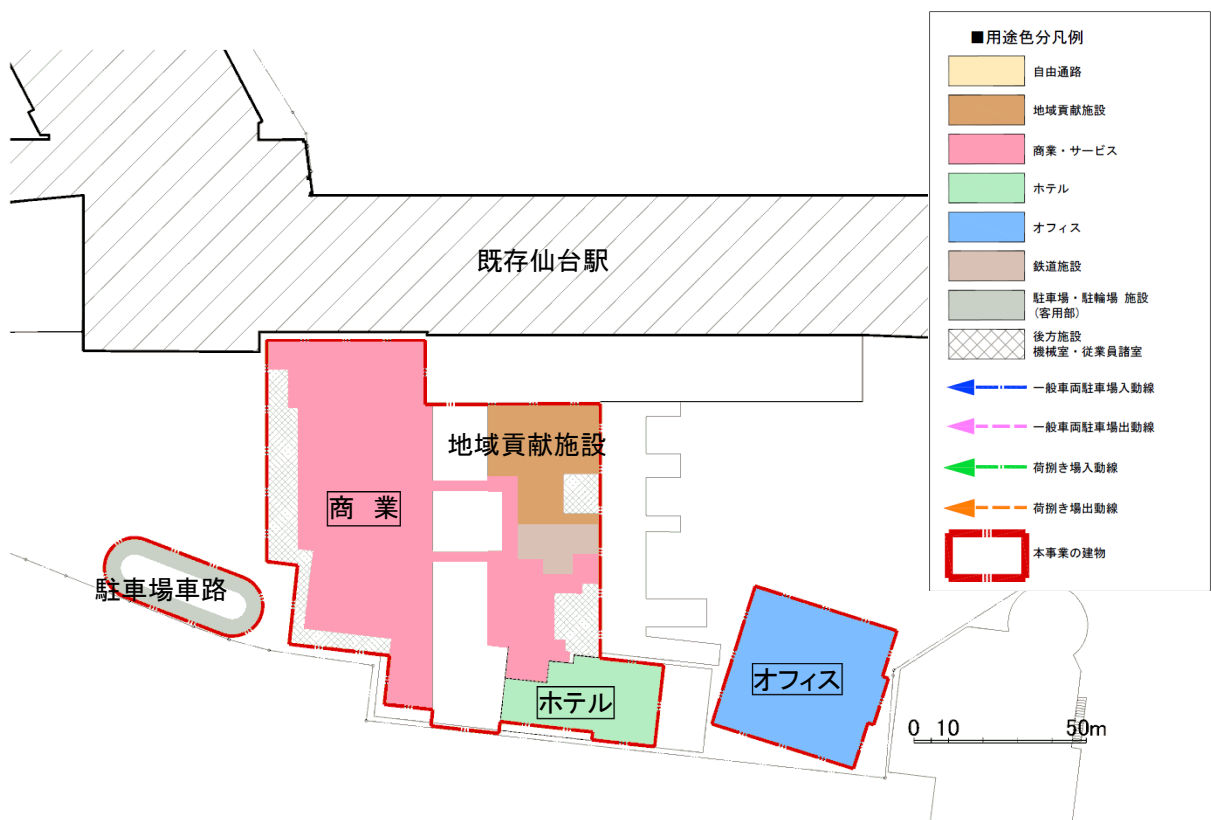 ■用途色分凡例
自由通路
地域貢献施設
商業・サービス
ホテル
オフィス
鉄道施設
駐車場・駐輪場 施設
(客用部)
後方施設
機械室・従業員諸室
一般車両駐車場入動線
一般車両駐車場出動線
荷捌き場入動線
荷捌き場出動線
本事業の建物
既存仙台駅
地域貢献施設
商 業
駐車場車路
オフィス
ホテル
0 10 50m